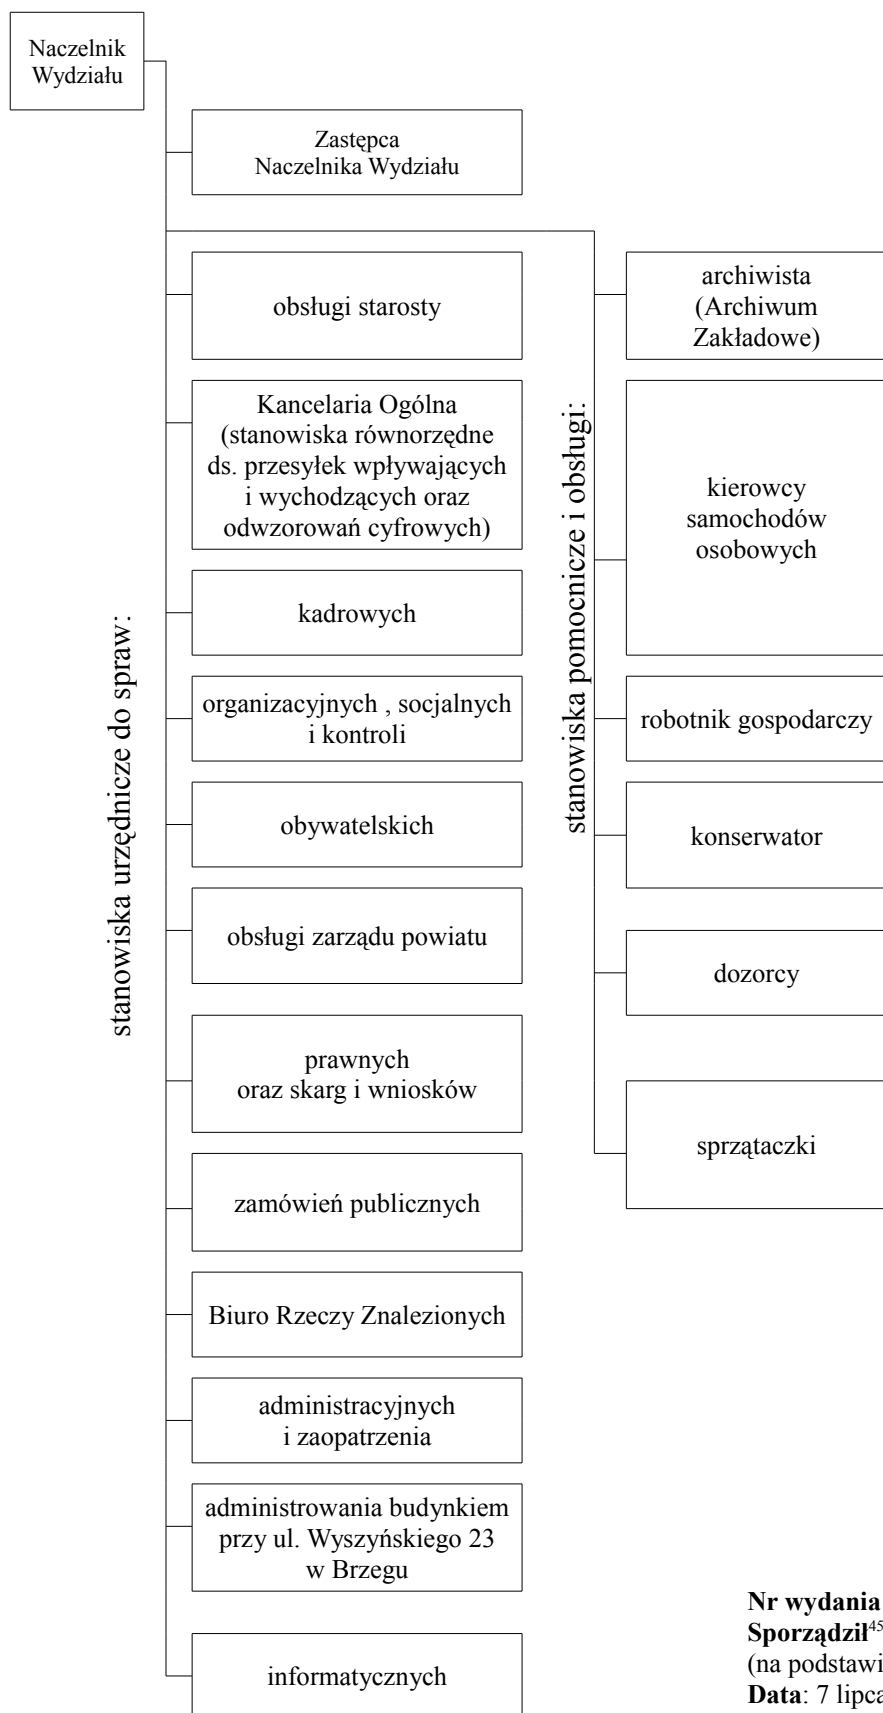 Naczelnik
Wydziału
Zastępca
Naczelnika Wydziału
stanowiska urzędnicze do spraw:
obsługi starosty
Kancelaria Ogólna
(stanowiska równorzędne
ds. przesyłek wpływających
i wychodzących oraz
odwzorowań cyfrowych)
kadrowych
organizacyjnych , socjalnych
i kontroli
obywatelskich
obsługi zarządu powiatu
prawnych
oraz skarg i wniosków
zamówień publicznych
Biuro Rzeczy Znalezionych
administracyjnych
i zaopatrzenia
administrowania budynkiem
przy ul. Wyszyńskiego 23
w Brzegu
informatycznych
stanowiska pomocnicze i obsługi:
archiwista
(Archiwum
Zakładowe)
kierowcy
samochodów
osobowych
robotnik gospodarczy
konserwator
dozorcy
sprzątaczki
Nr wydania
Sporządził45
(na podstawi
Data: 7 lipca